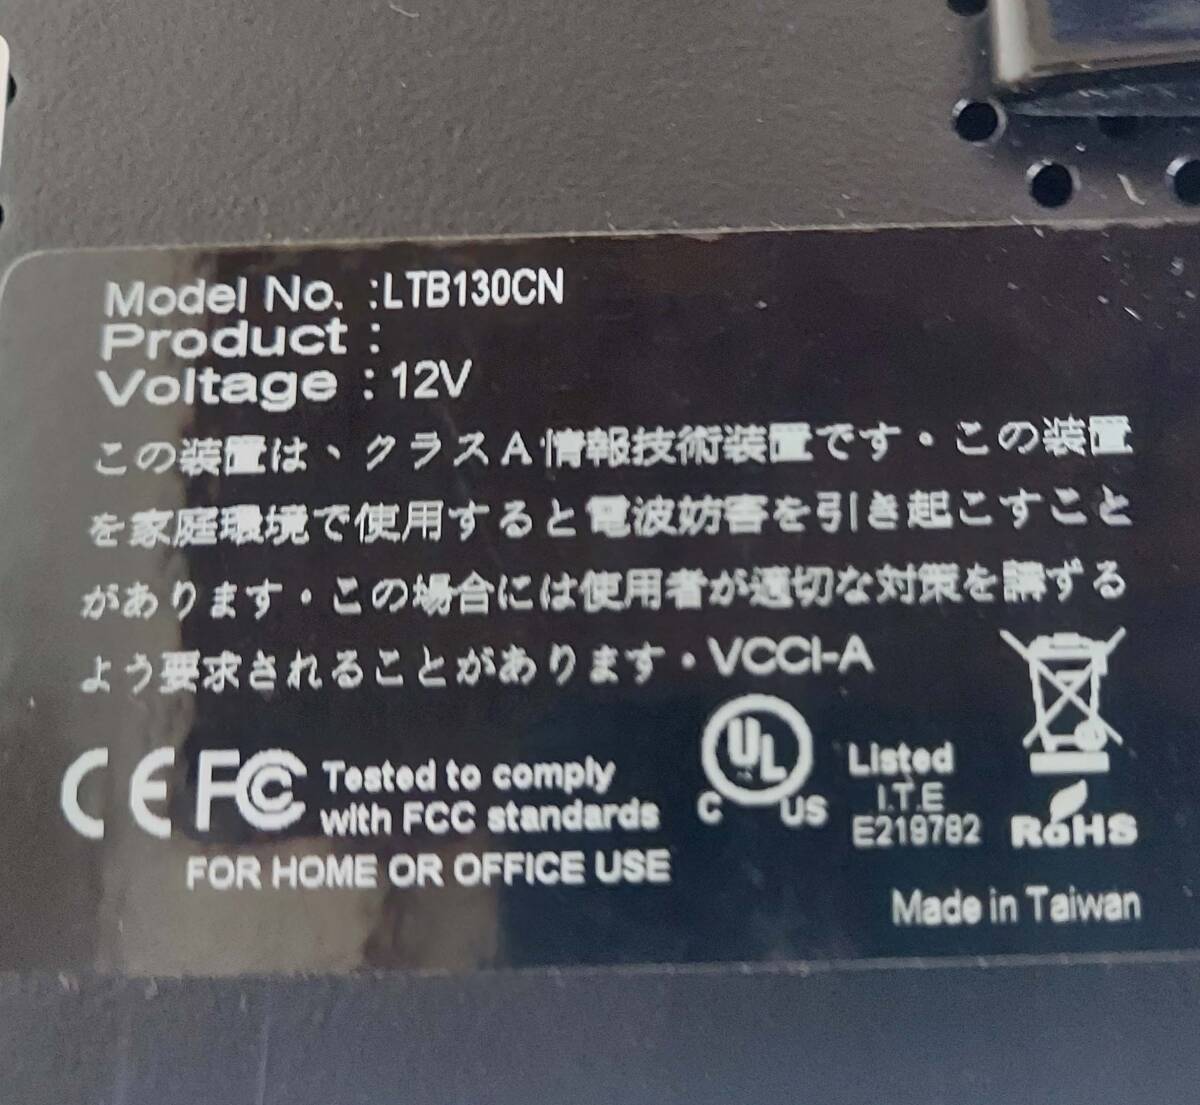 Model No. :LTB130CN
Product :
Voltage : 12V
この装置は、クラスA情報技術装置です・この装置
を家庭環境で使用すると電波妨害を引き起こすこと
があります・この場合には使用者が適切な対策を講ずる
よう要求されることがあります・VCCI-A
CE FC Tested to comply
with FCC standards
FOR HOME OR OFFICE USE
C UL US
Listed
I.T.E
E219782
RoHS
Made in Taiwan